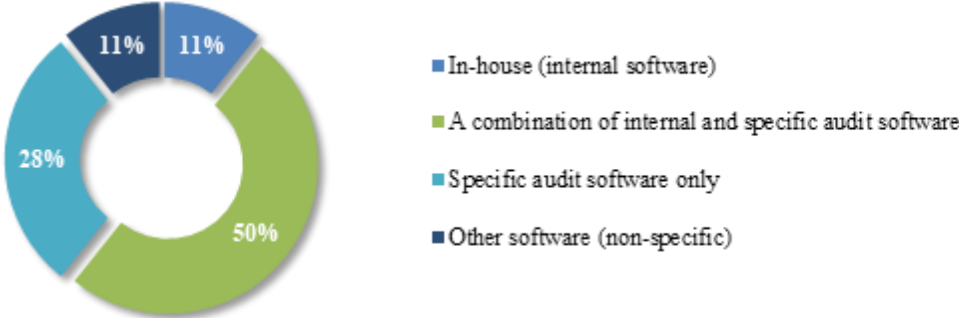 11%
11%
28%
50%
In-house (internal software)
A combination of internal and specific audit software
Specific audit software only
Other software (non-specific)